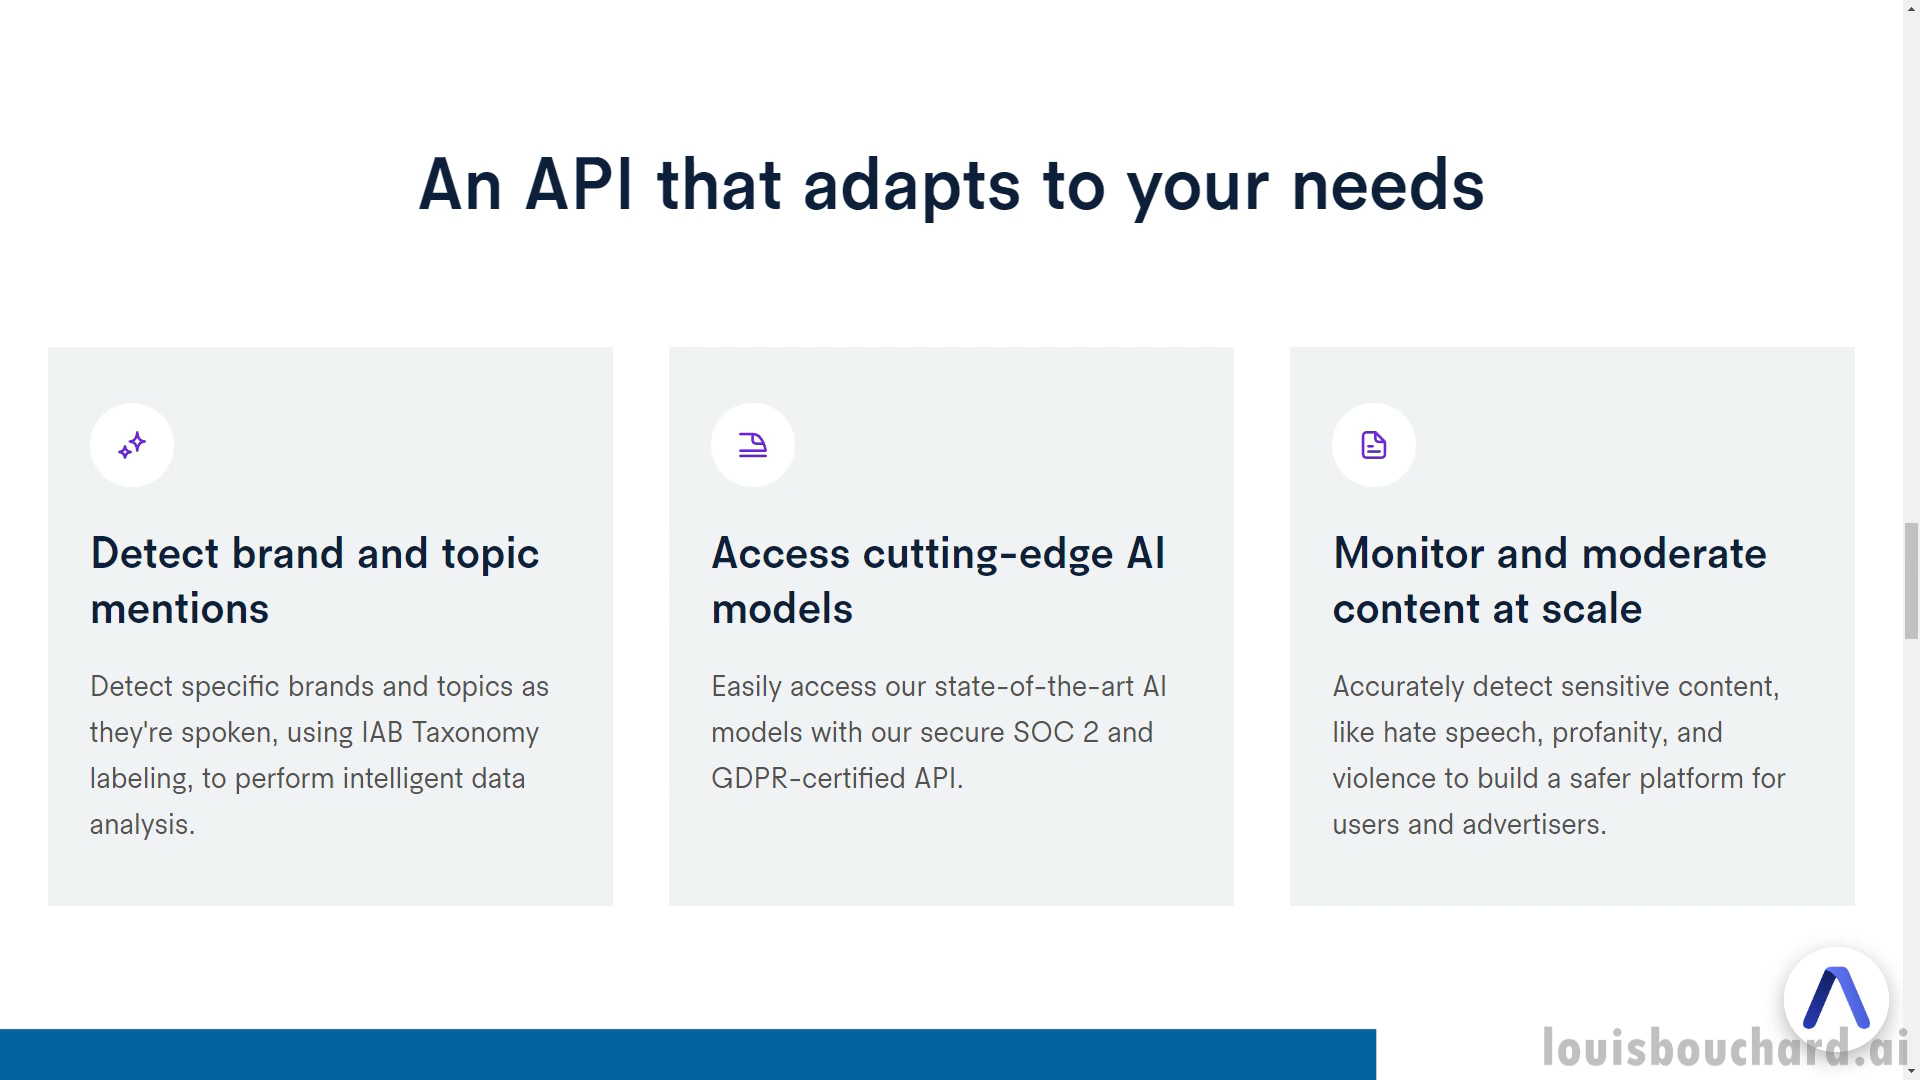 An API that adapts to your needs
Detect brand and topic
mentions
Detect specific brands and topics as
they're spoken, using IAB Taxonomy
labeling, to perform intelligent data
analysis.
Access cutting-edge AI
models
Easily access our state-of-the-art AI
models with our secure SOC 2 and
GDPR-certified API.
Monitor and moderate
content at scale
Accurately detect sensitive content,
like hate speech, profanity, and
violence to build a safer platform for
users and advertisers.
louisbouchard.ai